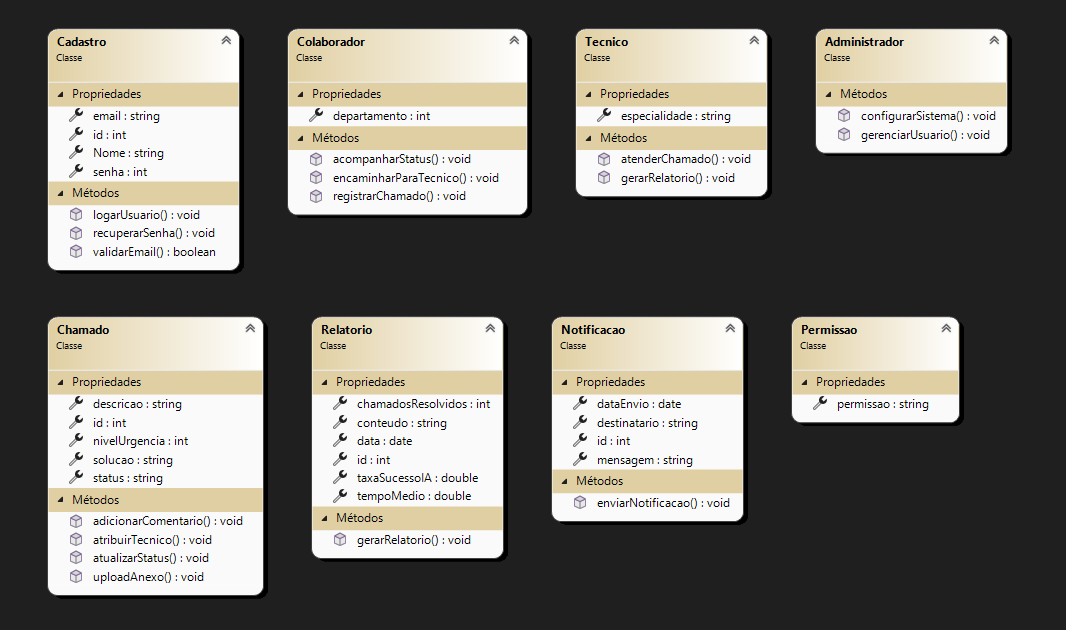 Cadastro
Classe
Propriedades
email : string
id : int
Nome : string
senha : int
Métodos
logarUsuario() : void
recuperarSenha() : void
validarEmail() : boolean
Colaborador
Classe
Propriedades
departamento : int
Métodos
acompanharStatus() : void
encaminharParaTecnico() : void
registrarChamado() : void
Tecnico
Classe
Propriedades
especialidade : string
Métodos
atenderChamado() : void
gerarRelatorio() : void
Administrador
Classe
Métodos
configurarSistema() : void
gerenciarUsuario() : void
Chamado
Classe
Propriedades
descricao : string
id : int
nivelUrgencia : int
solucao : string
status : string
Métodos
adicionarComentario() : void
atribuirTecnico() : void
atualizarStatus() : void
uploadAnexo() : void
Relatorio
Classe
Propriedades
chamadosResolvidos : int
conteudo : string
data : date
id : int
taxaSucessoIA : double
tempoMedio : double
Métodos
gerarRelatorio() : void
Notificacao
Classe
Propriedades
dataEnvio : date
destinatario : string
id : int
mensagem : string
Métodos
enviarNotificacao() : void
Permissao
Classe
Propriedades
permissao : string